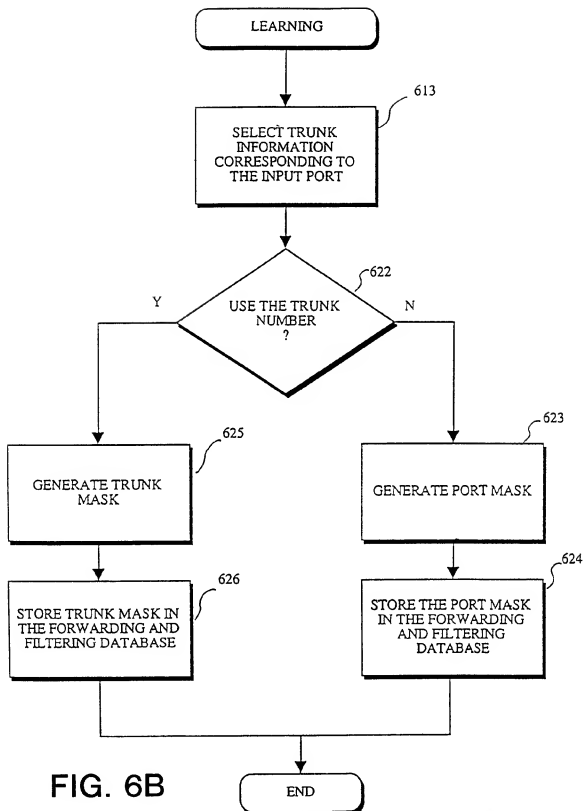 LEARNING
613
SELECT TRUNK
INFORMATION
CORRESPONDING TO
THE INPUT PORT
622
Y
USE THE TRUNK
NUMBER
?
N
625
GENERATE TRUNK
MASK
623
GENERATE PORT MASK
626
STORE TRUNK MASK IN
THE FORWARDING AND
FILTERING DATABASE
624
STORE THE PORT MASK
IN THE FORWARDING
AND FILTERING
DATABASE
FIG. 6B
END